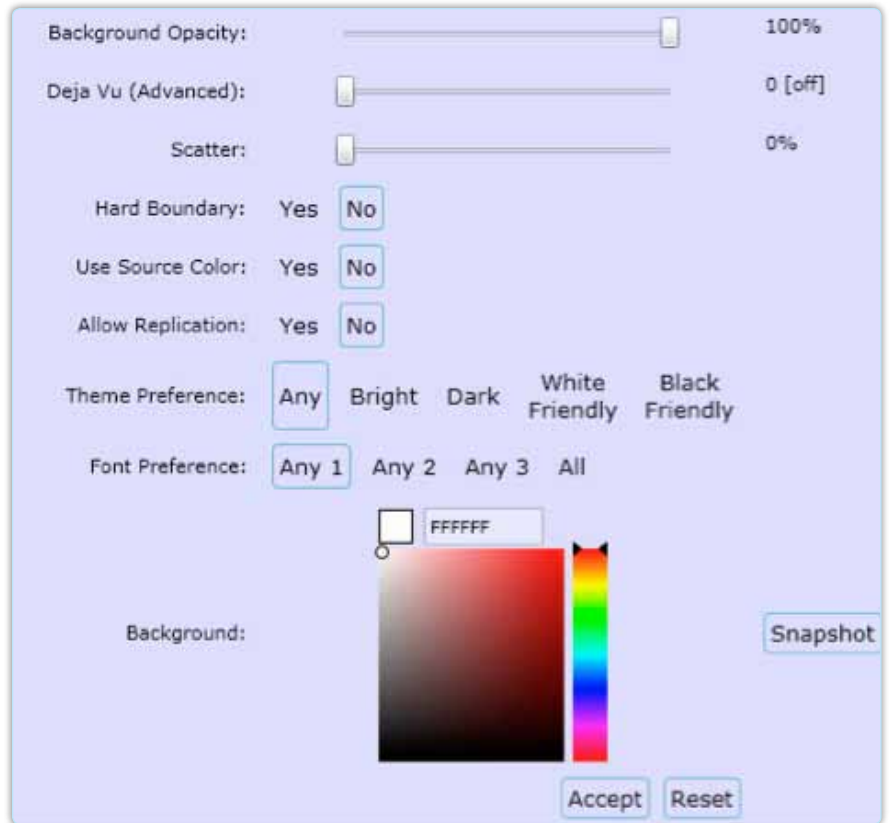 Background Opacity: 100%
Deja Vu (Advanced): 0 [off]
Scatter: 0%
Hard Boundary: Yes No
Use Source Color: Yes No
Allow Replication: Yes No
Theme Preference: Any Bright Dark White Friendly Black Friendly
Font Preference: Any 1 Any 2 Any 3 All
FFFFFF
Background: Snapshot
Accept Reset